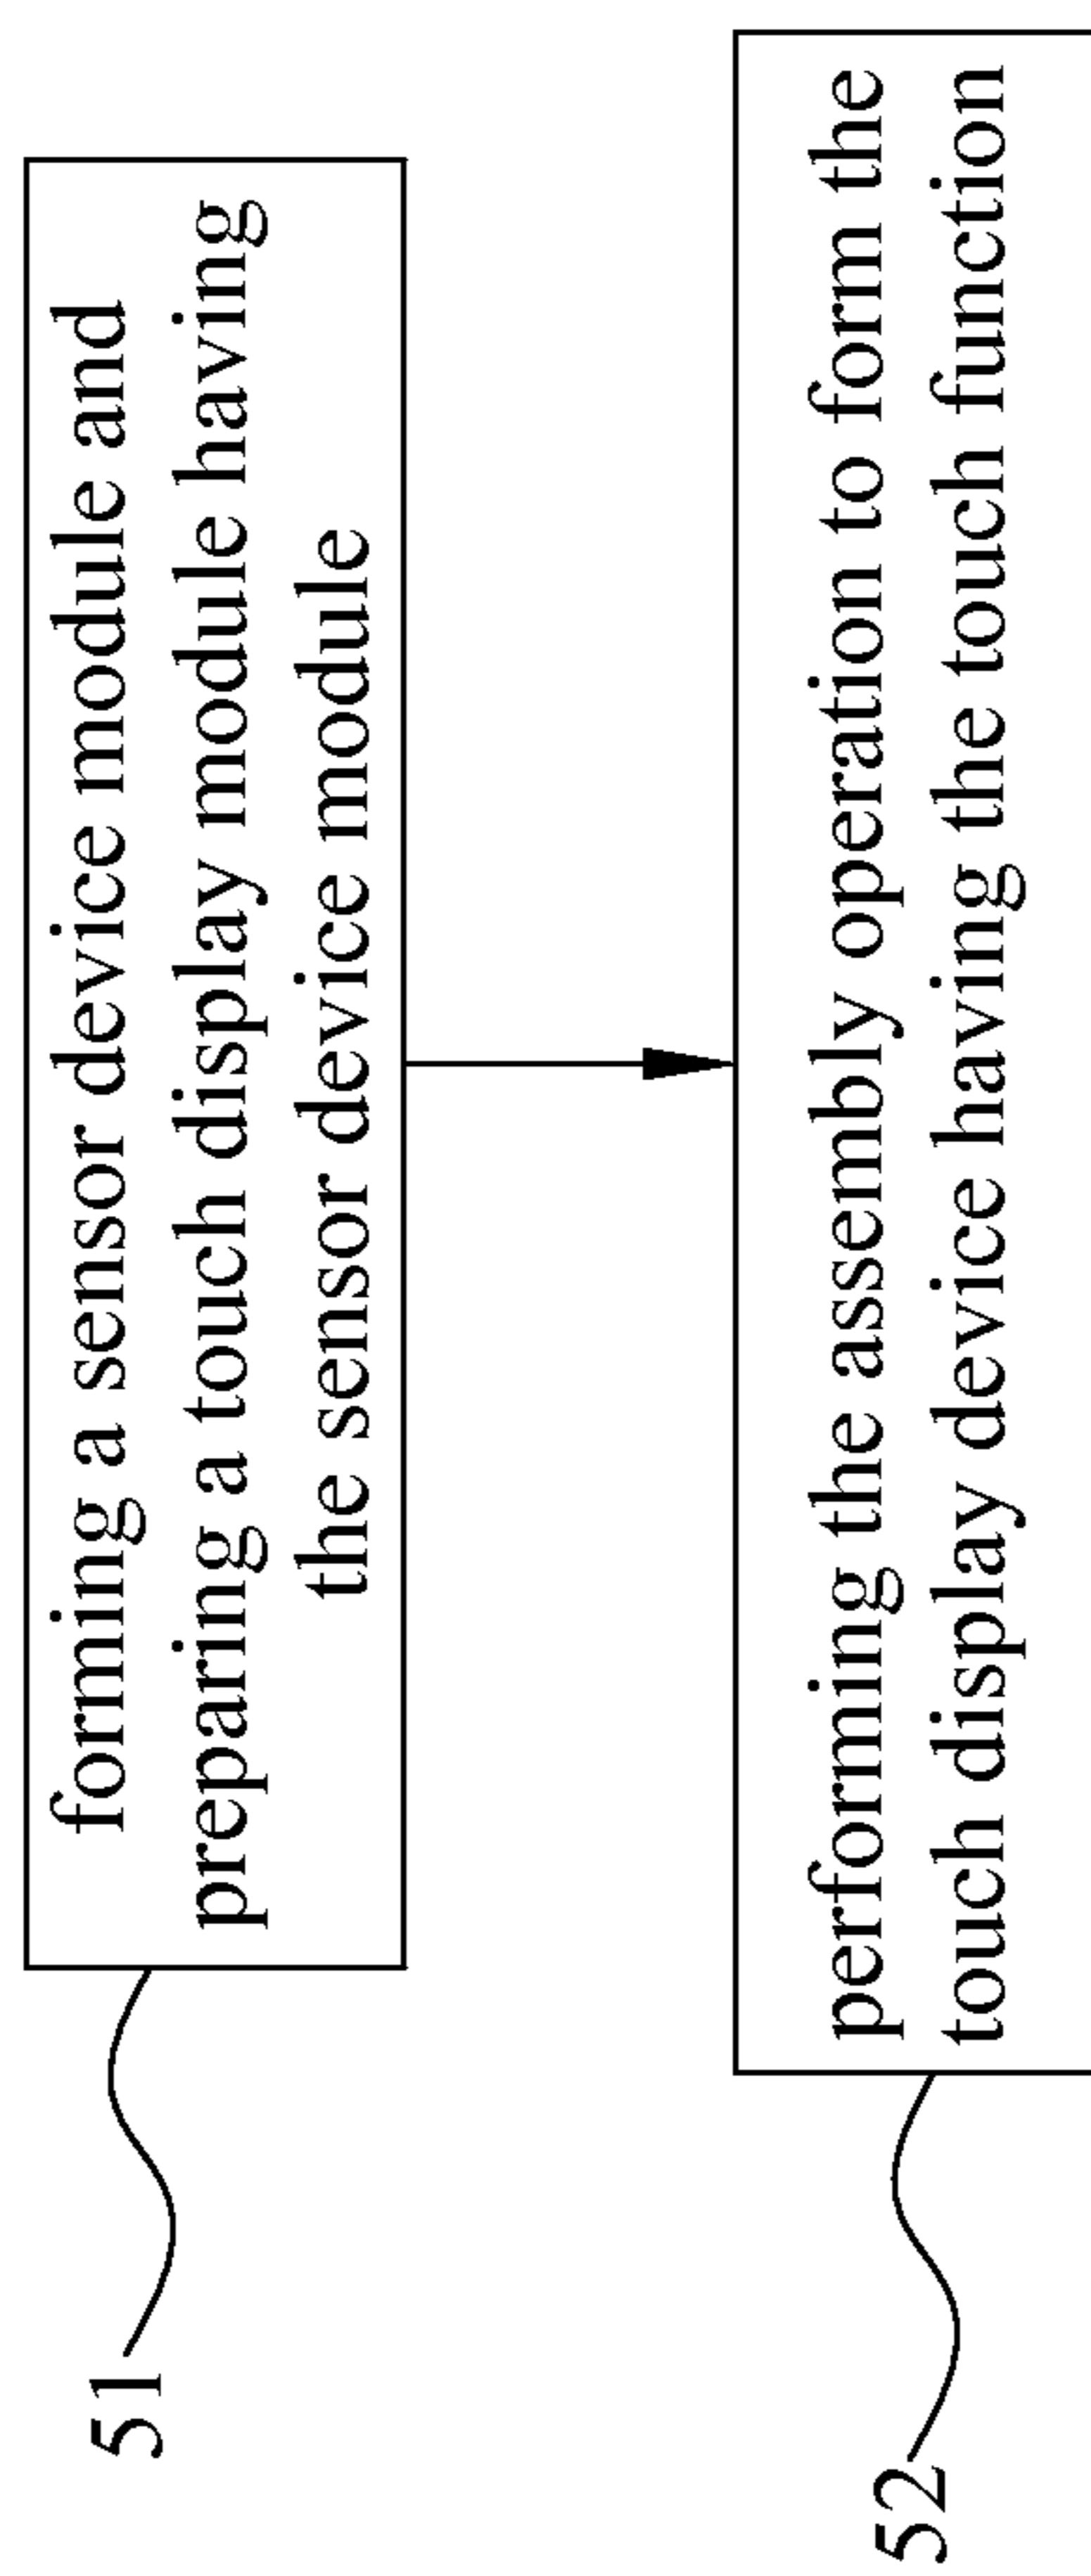 forming a sensor device module and
preparing a touch display module having
the sensor device module
51
performing the assembly operation to form the
touch display device having the touch function
52